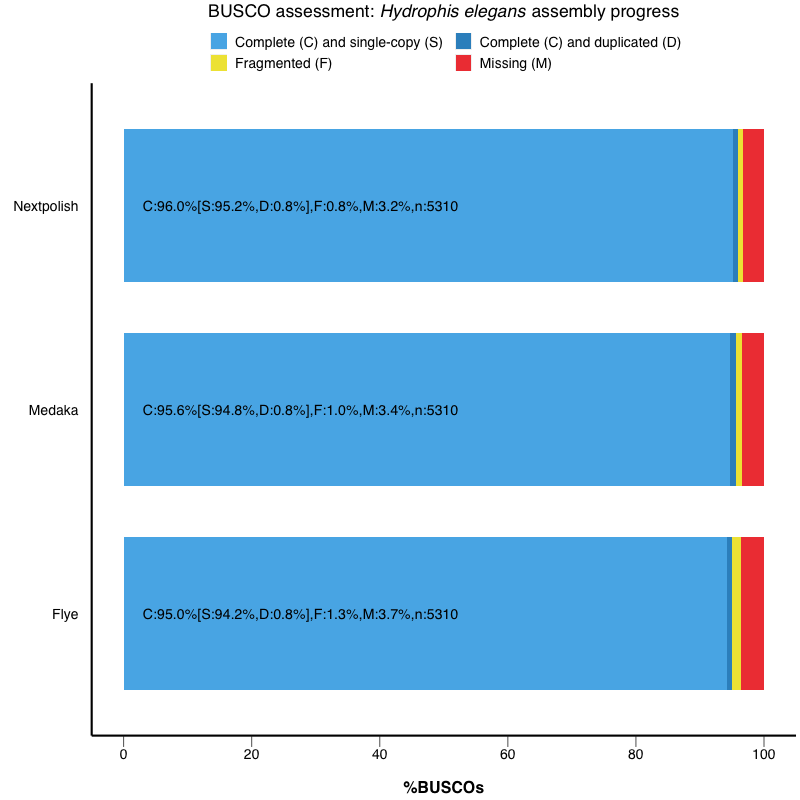 BUSCO assessment: Hydrophis elegans assembly progress
Complete (C) and single-copy (S) Complete (C) and duplicated (D)
Fragmented (F) Missing (M)
Nextpolish C:96.0%[S:95.2%,D:0.8%],F:0.8%,M:3.2%,n:5310
Medaka C:95.6%[S:94.8%,D:0.8%],F:1.0%,M:3.4%,n:5310
Flye C:95.0%[S:94.2%,D:0.8%],F:1.3%,M:3.7%,n:5310
0 20 40 60 80 100
%BUSCOs